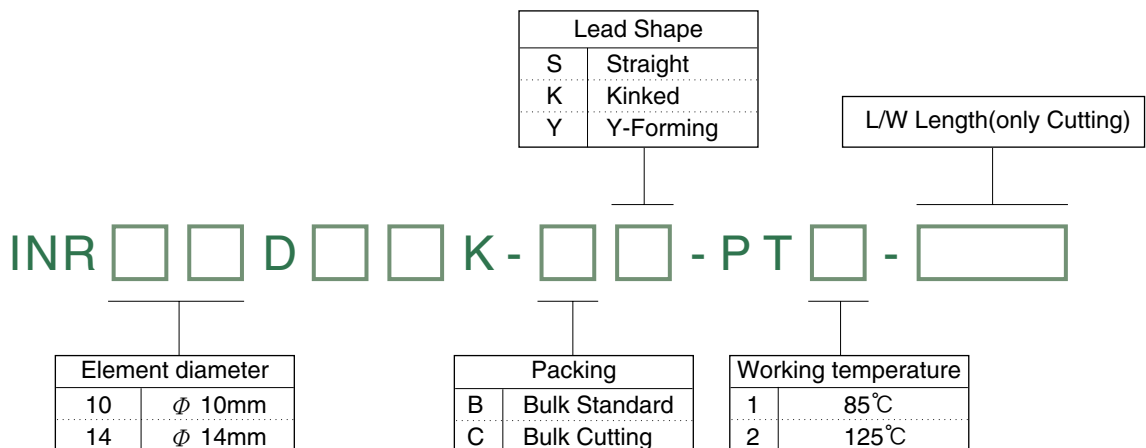 Lead Shape
S Straight
K Kinked
Y Y-Forming
L/W Length(only Cutting)
INR D K - - P T -
Element diameter
10 Φ 10mm
14 Φ 14mm
Packing
B Bulk Standard
C Bulk Cutting
Working temperature
1 85℃
2 125℃